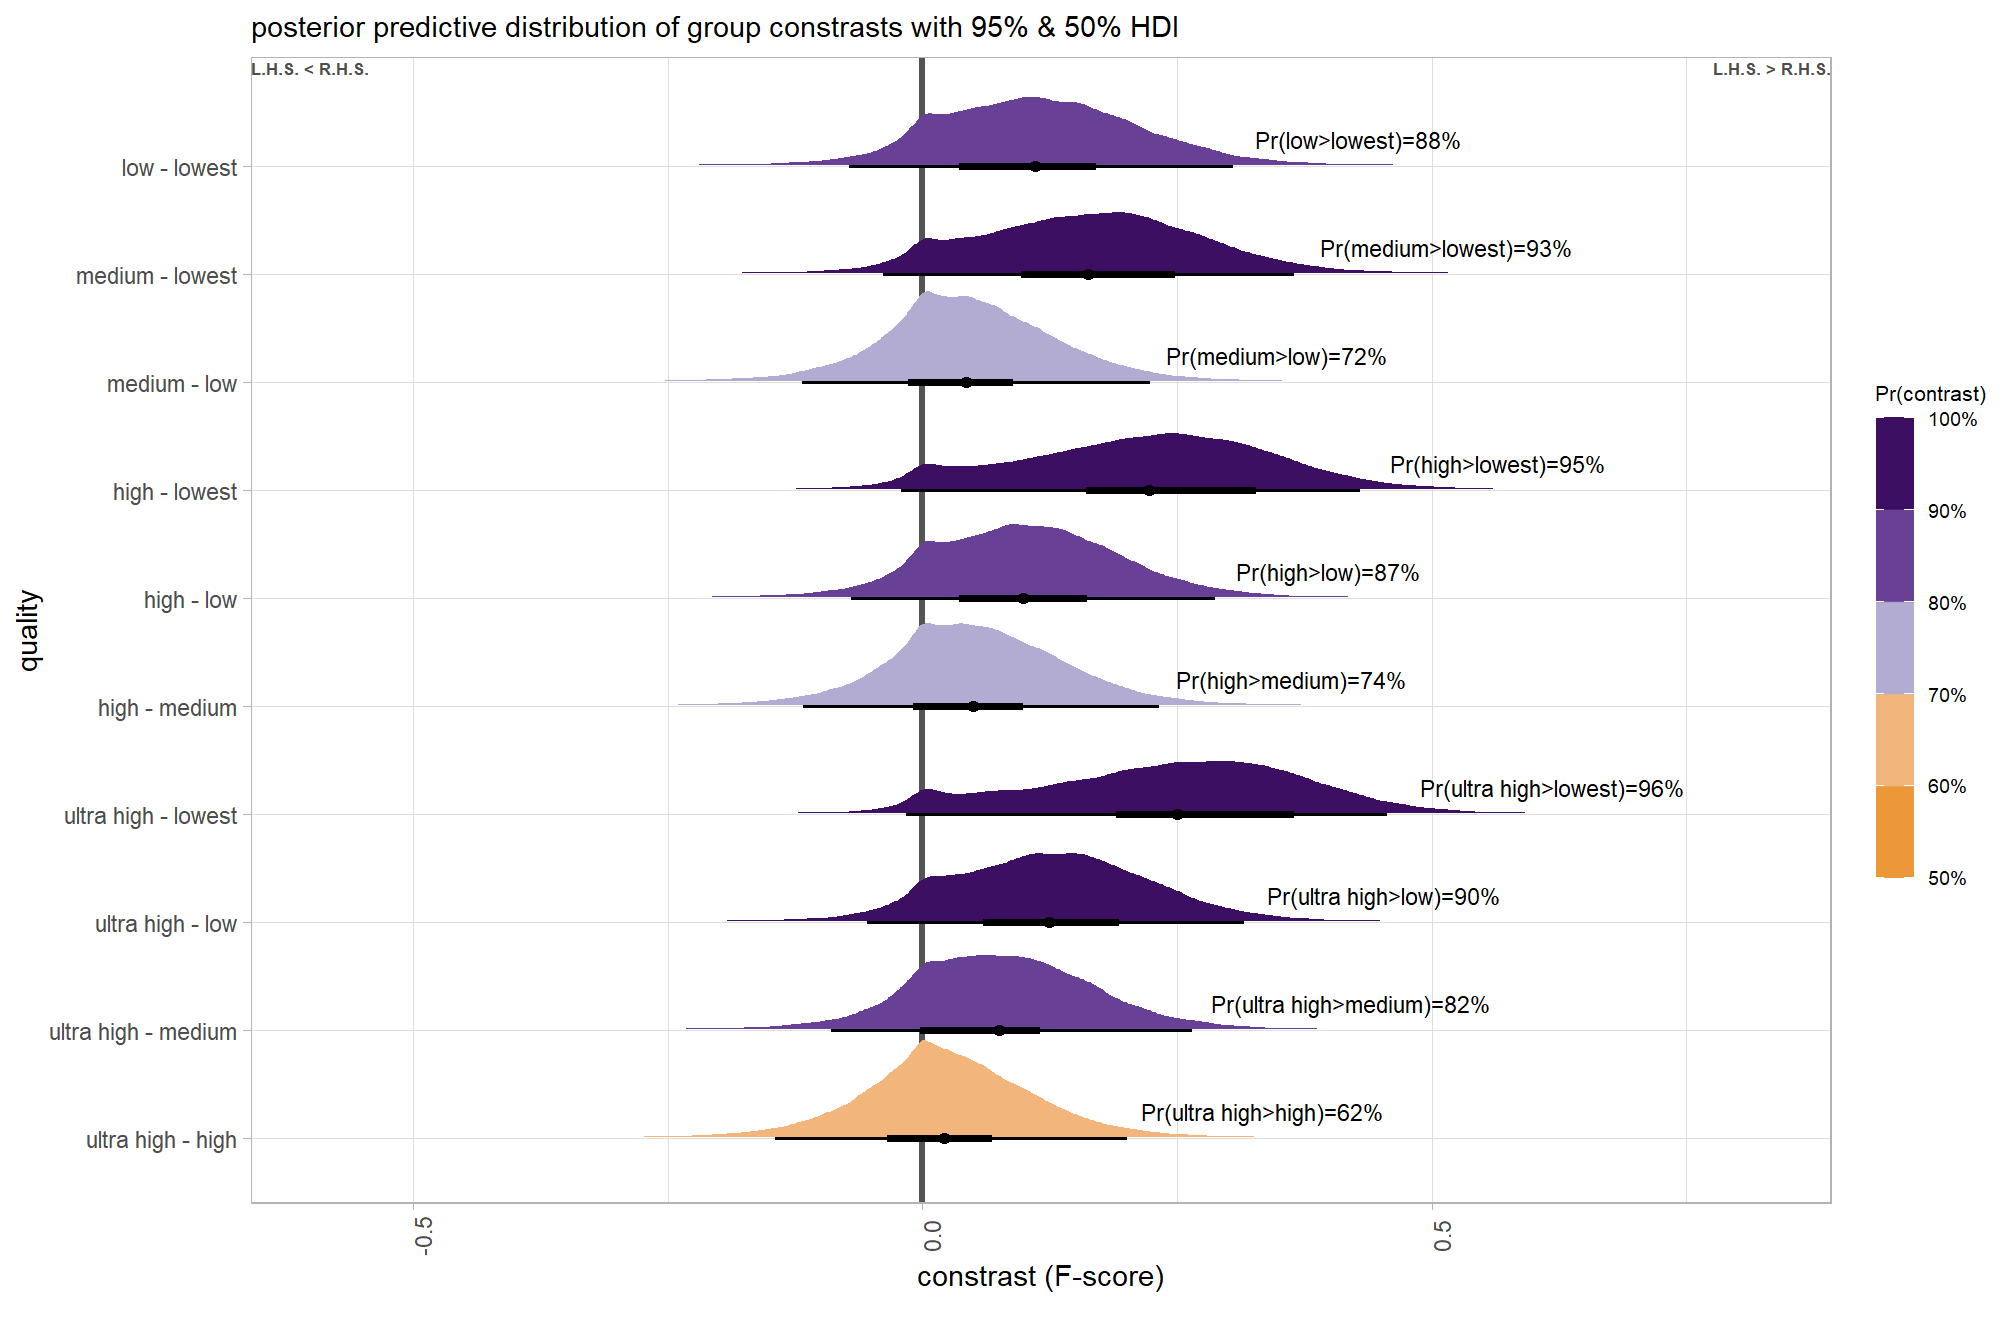 posterior predictive distribution of group constrasts with 95% & 50% HDI
L.H.S. < R.H.S.
L.H.S. > R.H.S.
low - lowest
Pr(low>lowest)=88%
medium - lowest
Pr(medium>lowest)=93%
medium - low
Pr(medium>low)=72%
high - lowest
Pr(high>lowest)=95%
high - low
Pr(high>low)=87%
high - medium
Pr(high>medium)=74%
ultra high - lowest
Pr(ultra high>lowest)=96%
ultra high - low
Pr(ultra high>low)=90%
ultra high - medium
Pr(ultra high>medium)=82%
ultra high - high
Pr(ultra high>high)=62%
quality
-0.5
0.0
0.5
constrast (F-score)
Pr(contrast)
100%
90%
80%
70%
60%
50%